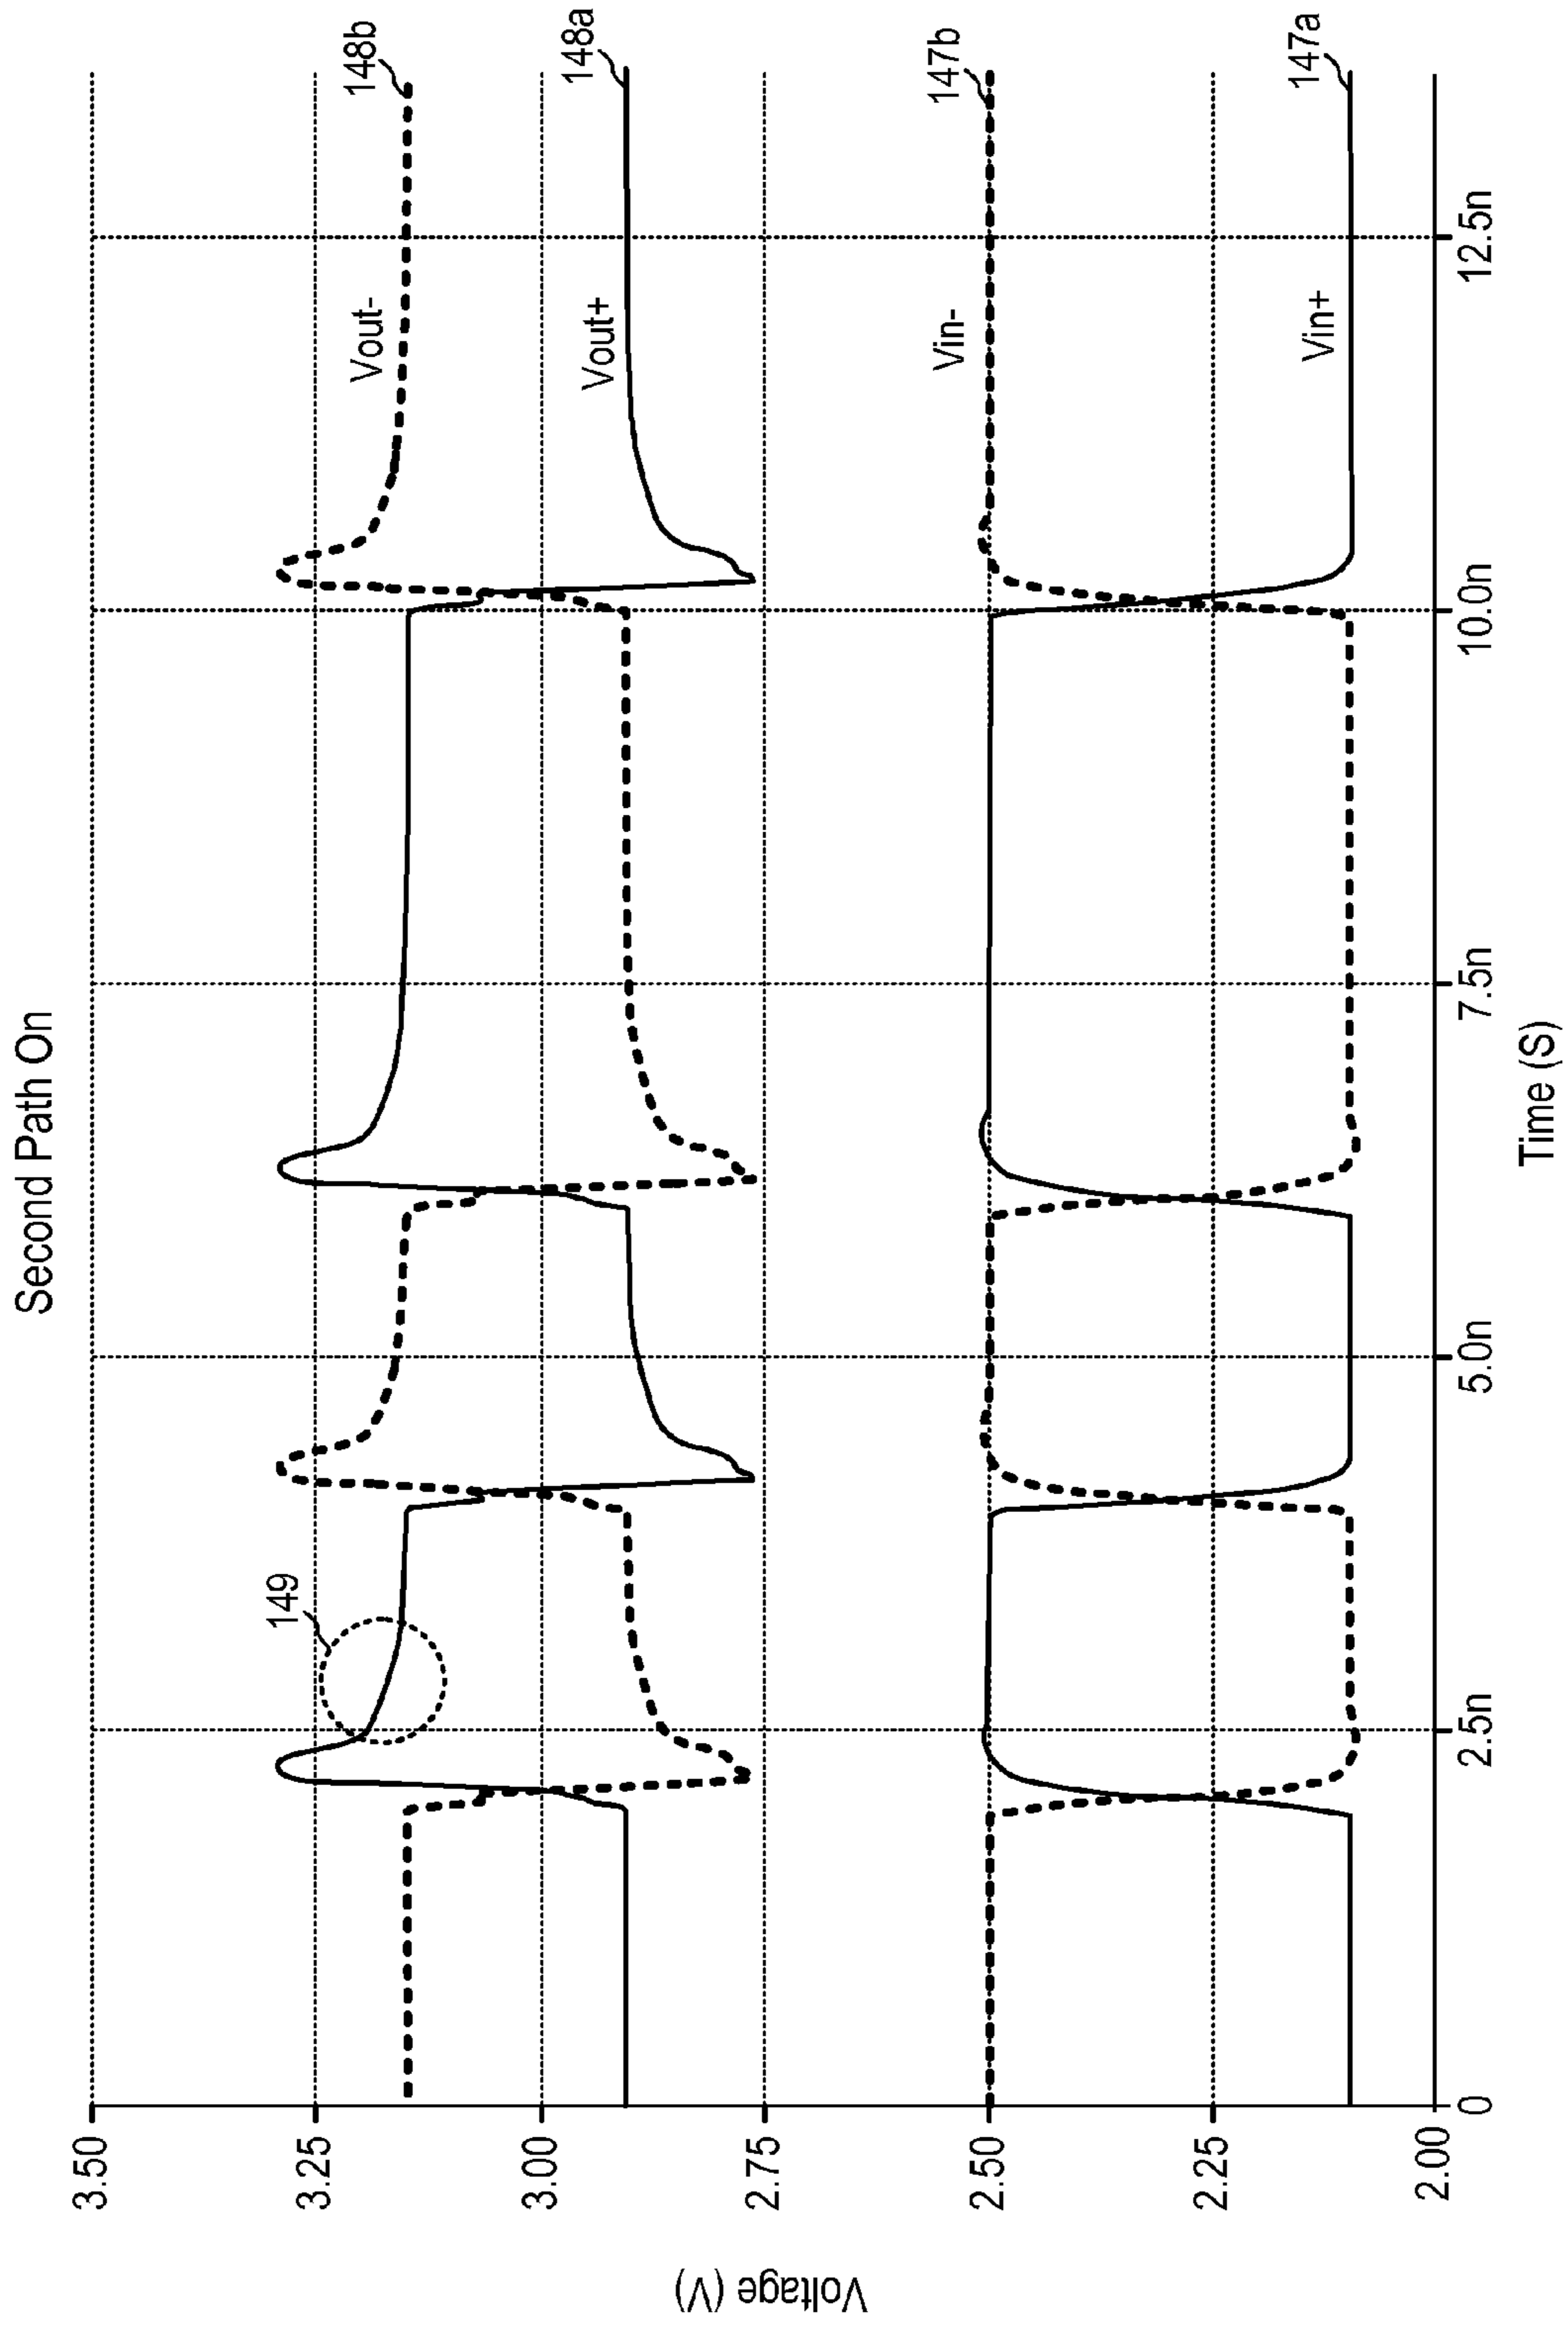 Second Path On
3.50
3.25
3.00
2.75
2.50
2.25
2.00
Voltage (V)
149
148b
Vout-
Vout+
148a
Vin-
147b
Vin+
147a
0
2.5n
5.0n
7.5n
10.0n
12.5n
Time (S)